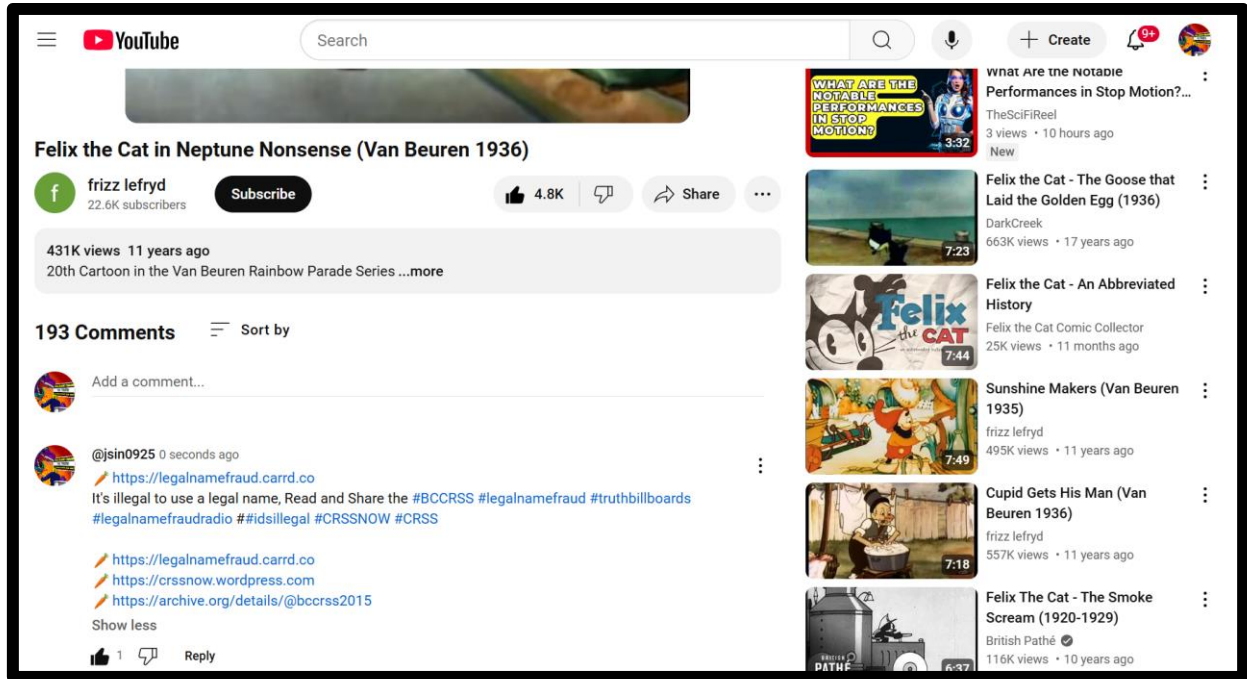 YouTube
Search
Create
9+
Felix the Cat in Neptune Nonsense (Van Beuren 1936)
f
frizz lefryd
22.6K subscribers
Subscribe
4.8K
Share
431K views 11 years ago
20th Cartoon in the Van Beuren Rainbow Parade Series ...more
193 Comments
Sort by
Add a comment...
@jsin0925 0 seconds ago
https://legalnamefraud.carrd.co
It's illegal to use a legal name, Read and Share the #BCCRSS #legalnamefraud #truthbillboards
#legalnamefraudradio ##idsillegal #CRSSNOW #CRSS
https://legalnamefraud.carrd.co
https://crssnow.wordpress.com
https://archive.org/details/@bccrss2015
Show less
1
Reply
WHAT ARE THE
NOTABLE
PERFORMANCES
IN STOP
MOTION?
3:32
What Are the Notable
Performances in Stop Motion?...
TheSciFiReel
3 views • 10 hours ago
New
7:23
Felix the Cat - The Goose that
Laid the Golden Egg (1936)
DarkCreek
663K views • 17 years ago
Felix
the CAT
7:44
Felix the Cat - An Abbreviated
History
Felix the Cat Comic Collector
25K views • 11 months ago
7:49
Sunshine Makers (Van Beuren
1935)
frizz lefryd
495K views • 11 years ago
7:18
Cupid Gets His Man (Van
Beuren 1936)
frizz lefryd
557K views • 11 years ago
BRITISH
PATHÉ
6:37
Felix The Cat - The Smoke
Scream (1920-1929)
British Pathé
116K views • 10 years ago